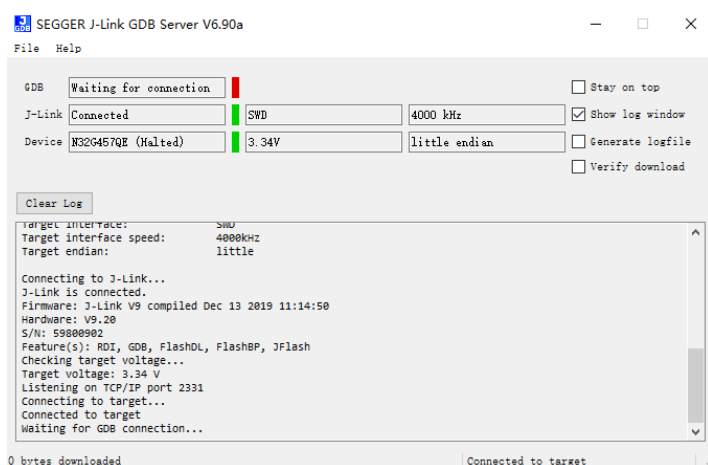 SEGGER J-Link GDB Server V6.90a
File Help
GDB Waiting for connection Stay on top
J-Link Connected SWD 4000 kHz Show log window
Device N32G457QE (Halted) 3.34V little endian Generate logfile
Verify download
Clear Log
Target interface: SWD
Target interface speed: 4000kHz
Target endian: little
Connecting to J-Link...
J-Link is connected.
Firmware: J-Link V9 compiled Dec 13 2019 11:14:50
Hardware: V9.20
S/N: 59800902
Feature(s): RDI, GDB, FlashDL, FlashBP, JFlash
Checking target voltage...
Target voltage: 3.34 V
Listening on TCP/IP port 2331
Connecting to target...
Connected to target
Waiting for GDB connection...
0 bytes downloaded Connected to target